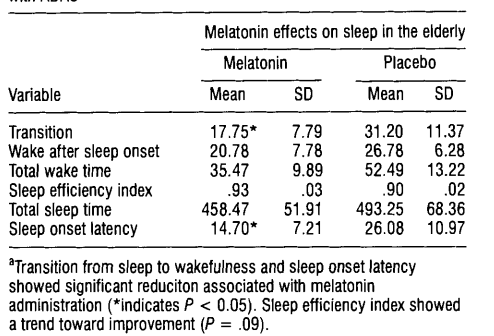 Melatonin effects on sleep in the elderly
Melatonin Placebo
Variable Mean SD Mean SD
Transition 17.75* 7.79 31.20 11.37
Wake after sleep onset 20.78 7.78 26.78 6.28
Total wake time 35.47 9.89 52.49 13.22
Sleep efficiency index .93 .03 .90 .02
Total sleep time 458.47 51.91 493.25 68.36
Sleep onset latency 14.70* 7.21 26.08 10.97
aTransition from sleep to wakefulness and sleep onset latency
showed significant reduciton associated with melatonin
administration (*indicates P < 0.05). Sleep efficiency index showed
a trend toward improvement (P = .09).